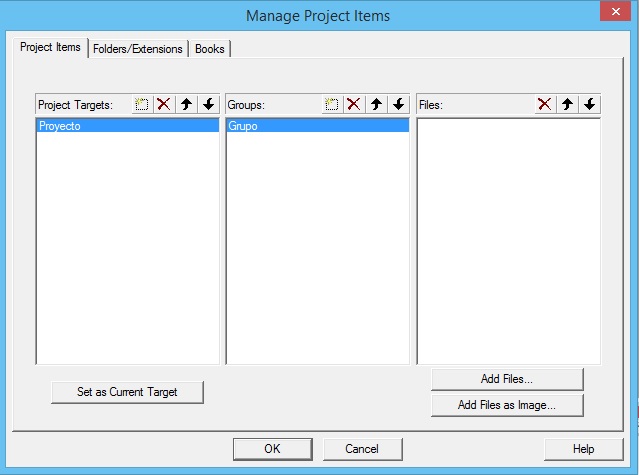 Manage Project Items
Project Items Folders/Extensions Books
Project Targets: Groups: Files:
Proyecto Grupo
Add Files...
Set as Current Target
Add Files as Image...
OK Cancel Help